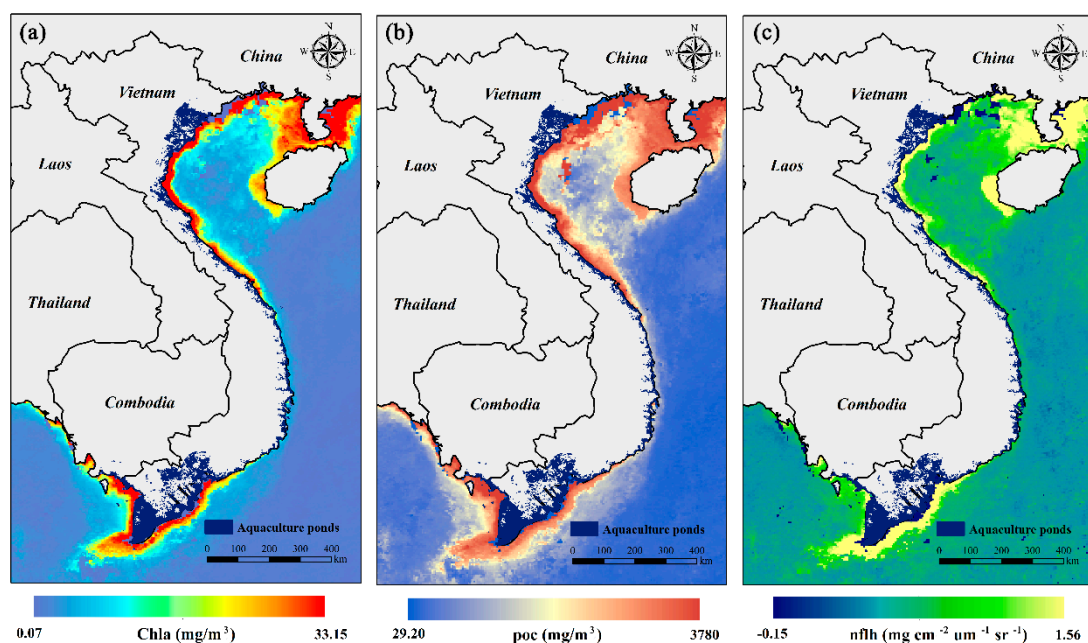 (a)
China
N
W E
S
Vietnam
Laos
Thailand
Combodia
Aquaculture ponds
0 100 200 300 400
km
0.07 Chla (mg/m³) 33.15
(b)
China
N
W E
S
Vietnam
Laos
Thailand
Combodia
Aquaculture ponds
0 100 200 300 400
km
29.20 poc (mg/m³) 3780
(c)
China
N
W E
S
Vietnam
Laos
Thailand
Combodia
Aquaculture ponds
0 100 200 300 400
km
-0.15 nflh (mg cm⁻² μm⁻¹ sr⁻¹) 1.56